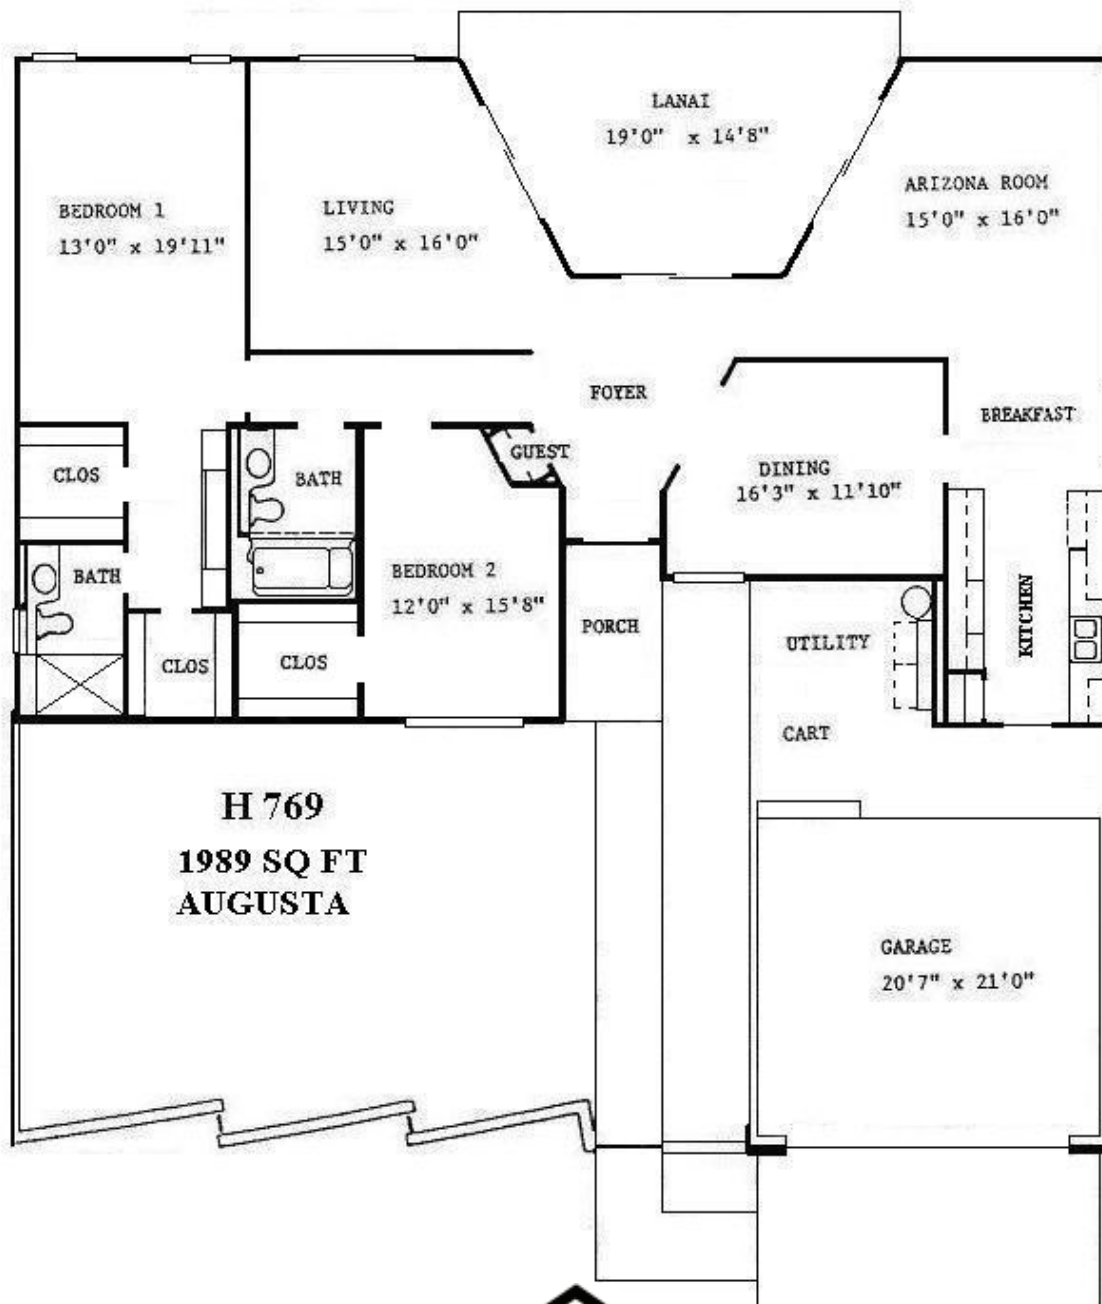 LANAI
19'0" x 14'8"
ARIZONA ROOM
15'0" x 16'0"
BEDROOM 1
13'0" x 19'11"
LIVING
15'0" x 16'0"
FOYER
BREAKFAST
GUEST
CLOS
BATH
DINING
16'3" x 11'10"
BATH
BEDROOM 2
12'0" x 15'8"
PORCH
UTILITY
KITCHEN
CLOS
CLOS
CART
H 769
1989 SQ FT
AUGUSTA
GARAGE
20'7" x 21'0"